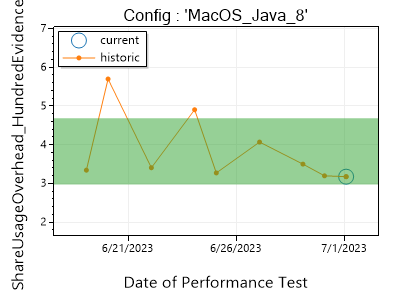 Config : 'MacOS_Java_8'
ShareUsageOverhead_HundredEvidence
current
historic
7
6
5
4
3
2
6/21/2023
6/26/2023
7/1/2023
Date of Performance Test